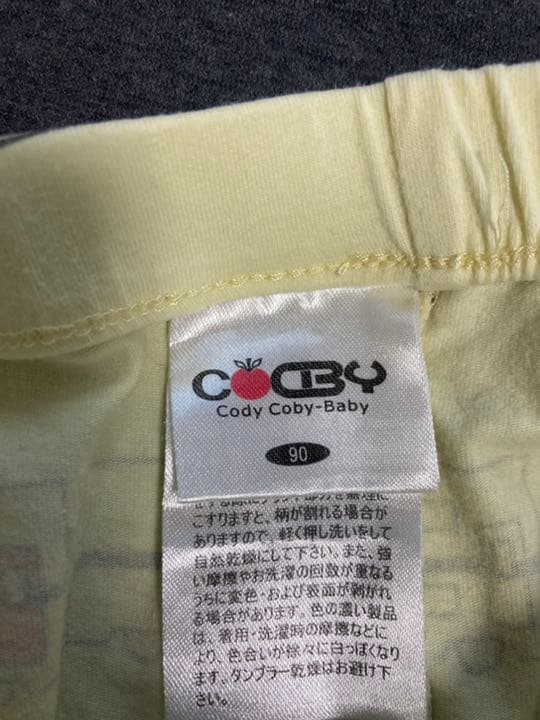 COCBY
Cody Coby-Baby
90
こすりますと、柄が割れる場合が
ありますので、軽く押し洗いをして
自然乾燥にして下さい。また、強
い摩擦やお洗濯の回数が重なる
うちに変色・および表面が剥がれ
る場合があります。色の濃い製品
は、着用・洗濯時の摩擦などに
より、色合いが徐々に白っぽくなり
ます。タンブラー乾燥はお避け下
さい。